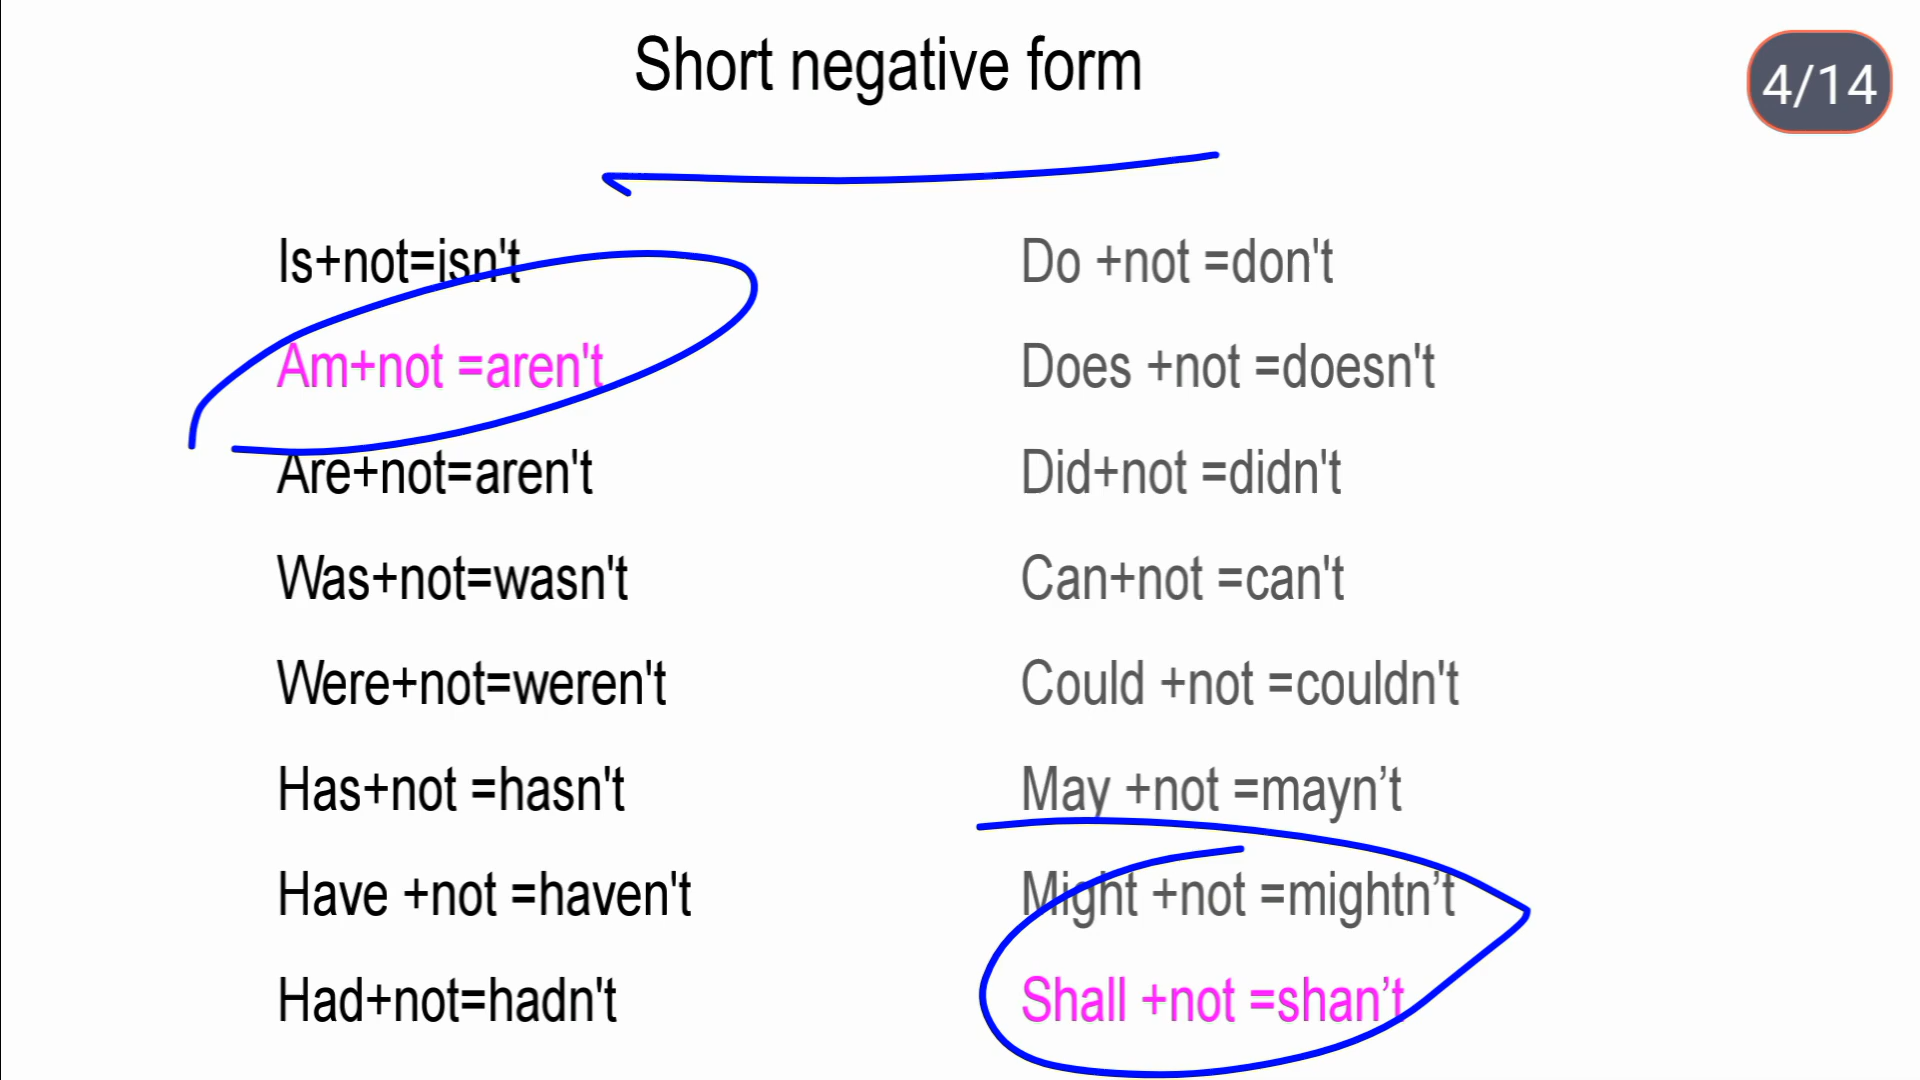 Short negative form
4/14
Is+not=isn't
Am+not =aren't
Are+not=aren't
Was+not=wasn't
Were+not=weren't
Has+not =hasn't
Have +not =haven't
Had+not=hadn't
Do +not =don't
Does +not =doesn't
Did+not =didn't
Can+not =can't
Could +not =couldn't
May +not =mayn’t
Might +not =mightn’t
Shall +not =shan’t